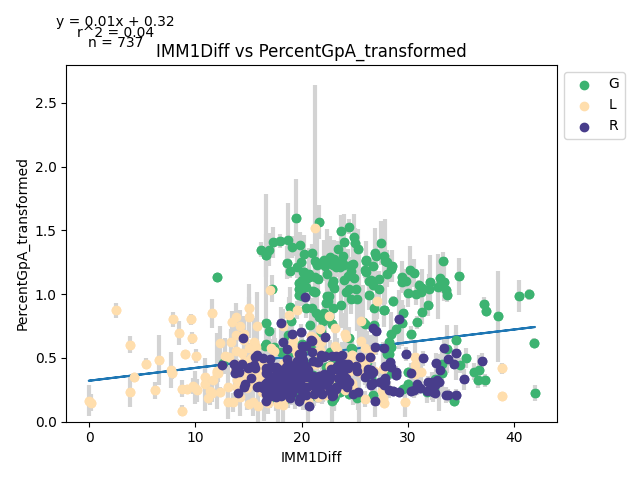 y = 0.01x + 0.32
r^2 = 0.04
n = 737
IMM1Diff vs PercentGpA_transformed
G
L
R
PercentGpA_transformed
2.5
2.0
1.5
1.0
0.5
0.0
0 10 20 30 40
IMM1Diff